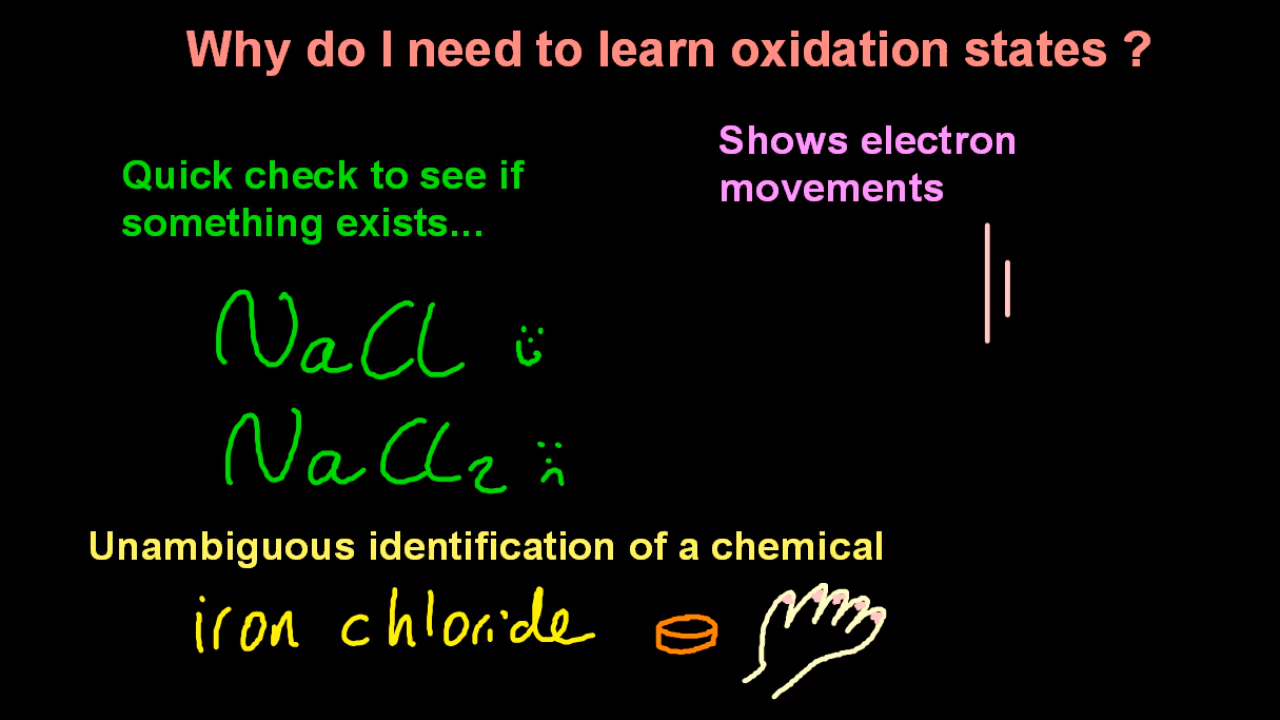 Why do I need to learn oxidation states ?
Quick check to see if
something exists...
NaCl
NaCl2
Shows electron
movements
Unambiguous identification of a chemical
iron chloride